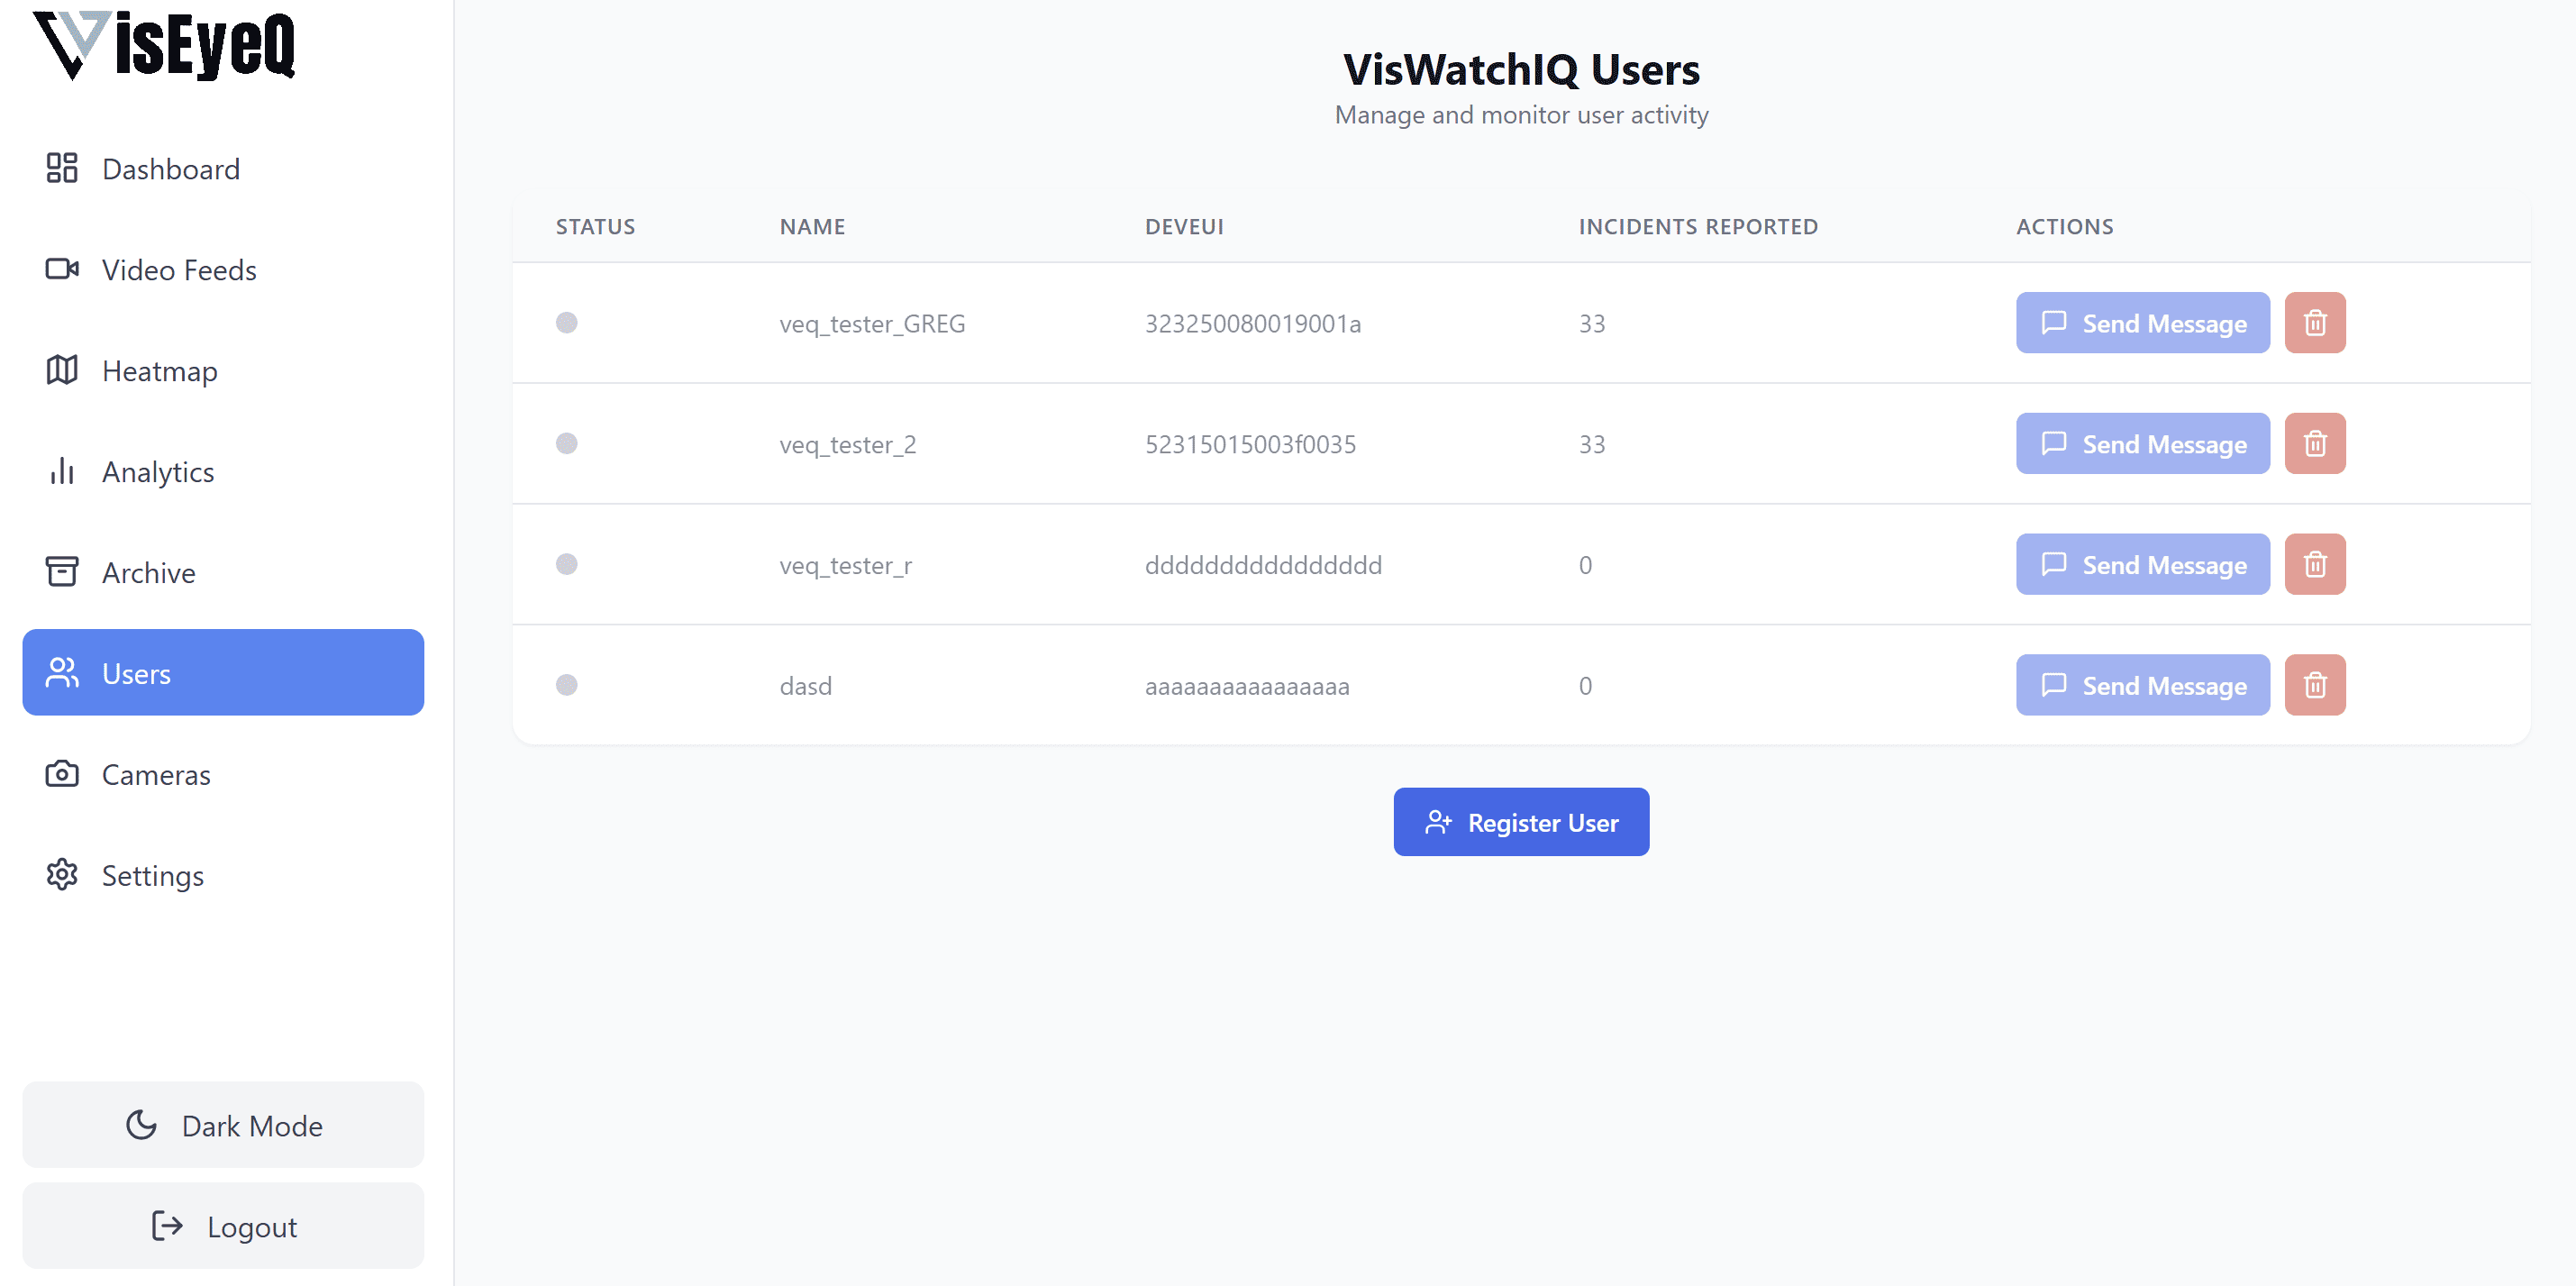 VisEyeQ
Dashboard
Video Feeds
Heatmap
Analytics
Archive
Users
Cameras
Settings
Dark Mode
Logout
VisWatchIQ Users
Manage and monitor user activity
STATUS NAME DEVEUI INCIDENTS REPORTED ACTIONS
veq_tester_GREG 323250080019001a 33 Send Message
veq_tester_2 52315015003f0035 33 Send Message
veq_tester_r dddddddddddddddd 0 Send Message
dasd aaaaaaaaaaaaaaaa 0 Send Message
Register User